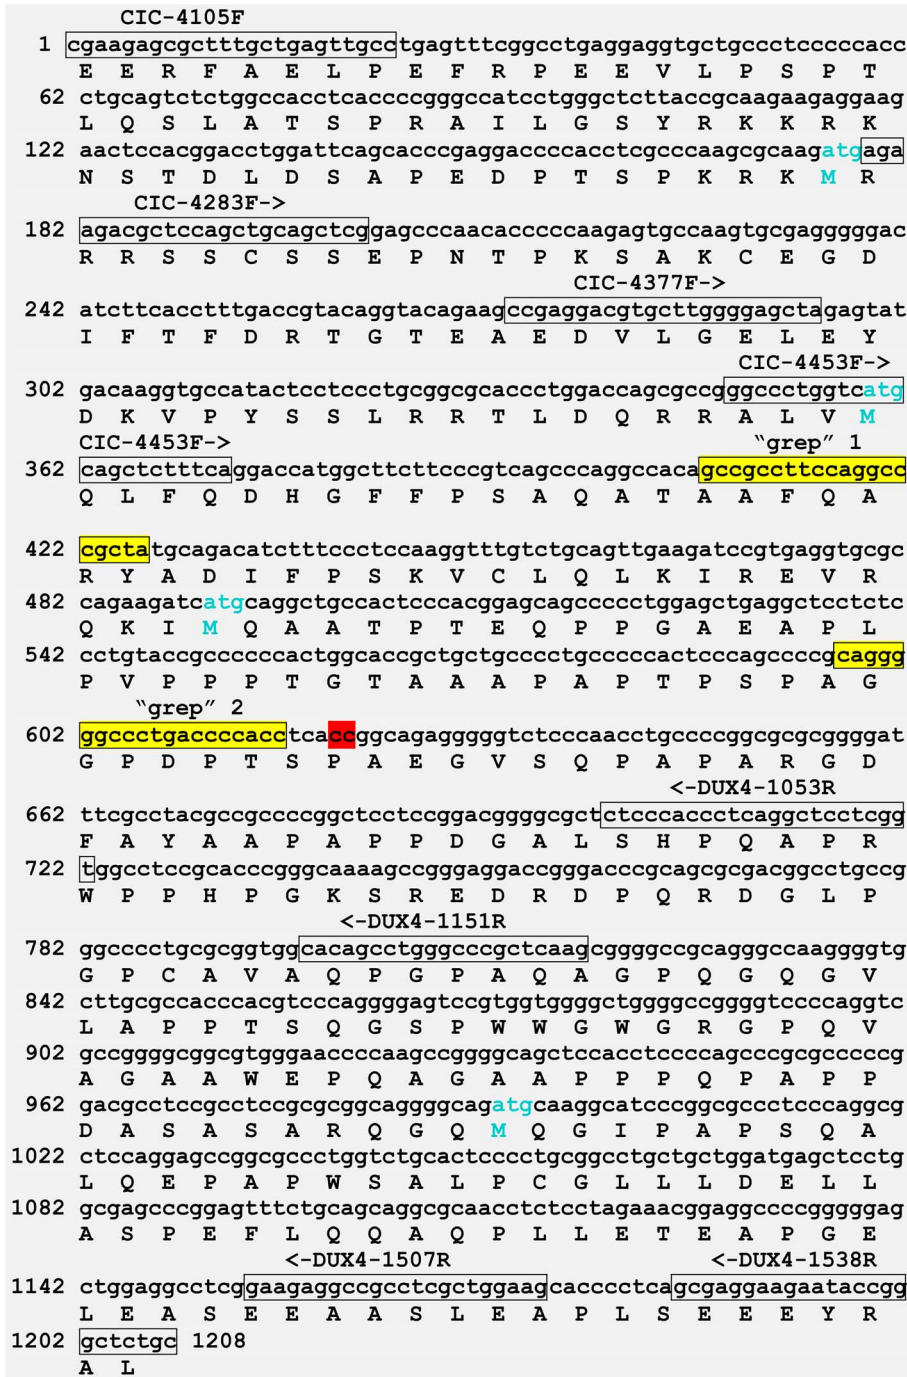 CIC-4105F
1 cgaagagcgctttgctgagttgcctgagtttcggcctgaggaggtgctgccctcccccacc
E E R F A E L P E F R P E E V L P S P T
62 ctgcagtctctggccacctcaccccgggccatcctgggctcttaccgcaagaagaggaag
L Q S L A T S P R A I L G S Y R K K R K
122 aactccacggacctggattcagcacccgaggaccccacctcgcccaagcgcaagatgaga
N S T D L D S A P E D P T S P K R K M R
CIC-4283F->
182 agacgctccagctgcagctcggagcccaacacccccaagagtgccaagtgcgagggggac
R R S S C S S E P N T P K S A K C E G D
CIC-4377F->
242 atcttcacctttgaccgtacaggtacagaagccgaggacgtgcttggggagctagagtat
I F T F D R T G T E A E D V L G E L E Y
CIC-4453F->
302 gacaaggtgccatactcctccctgcggcgcaccctggaccagcgccgggccctggtcatg
D K V P Y S S L R R T L D Q R R A L V M
CIC-4453F-> “grep” 1
362 cagctctttcaggaccatggcttcttcccgtcagcccaggccacagccgccttccaggcc
Q L F Q D H G F F P S A Q A T A A F Q A
422 cgctatgcagacatctttccctccaaggtttgtctgcagttgaagatccgtgaggtgcgc
R Y A D I F P S K V C L Q L K I R E V R
482 cagaagatcatgcaggctgccactcccacggagcagccccctggagctgaggctcctctc
Q K I M Q A A T P T E Q P P G A E A P L
542 cctgtaccgcccccactggcaccgctgctgcccctgcccccactcccagccccgcaggg
P V P P P T G T A A A P A P T P S P A G
“grep” 2
602 ggccctgaccccacctcaccggcagagggggtctcccaacctgccccggcgcgcggggat
G P D P T S P A E G V S Q P A P A R G D
<-DUX4-1053R
662 ttcgcctacgccgccccggctcctccggacggggcgctctcccaccctcaggctcctcgg
F A Y A A P A P P D G A L S H P Q A P R
722 tggcctccgcacccgggcaaaagccgggaggaccgggacccgcagcgcgacggcctgccg
W P P H P G K S R E D R D P Q R D G L P
<-DUX4-1151R
782 ggcccctgcgcggtggcacagcctgggcccgctcaagcggggccgcagggccaaggggtg
G P C A V A Q P G P A Q A G P Q G Q G V
842 cttgcgccacccacgtcccaggggagtccgtggtggggctggggccggggtccccaggtc
L A P P T S Q G S P W W G W G R G P Q V
902 gccggggcggcgtgggaaccccaagccggggcagctccacctccccagcccgcgcccccg
A G A A W E P Q A G A A P P P Q P A P P
962 gacgcctccgcctccgcgcggcaggggcagatgcaaggcatcccggcgccctcccaggcg
D A S A S A R Q G Q M Q G I P A P S Q A
1022 ctccaggagccggcgccctggtctgcactcccctgcggcctgctgctggatgagctcctg
L Q E P A P W S A L P C G L L L D E L L
1082 gcgagcccggagtttctgcagcaggcgcaacctctcctagaaacggaggccccgggggag
A S P E F L Q Q A Q P L L E T E A P G E
<-DUX4-1507R <-DUX4-1538R
1142 ctggaggcctcggaagaggccgcctcgctggaagcacccctcagcgaggaagaataccgg
L E A S E E A A S L E A P L S E E E Y R
1202 gctctgc 1208
A L